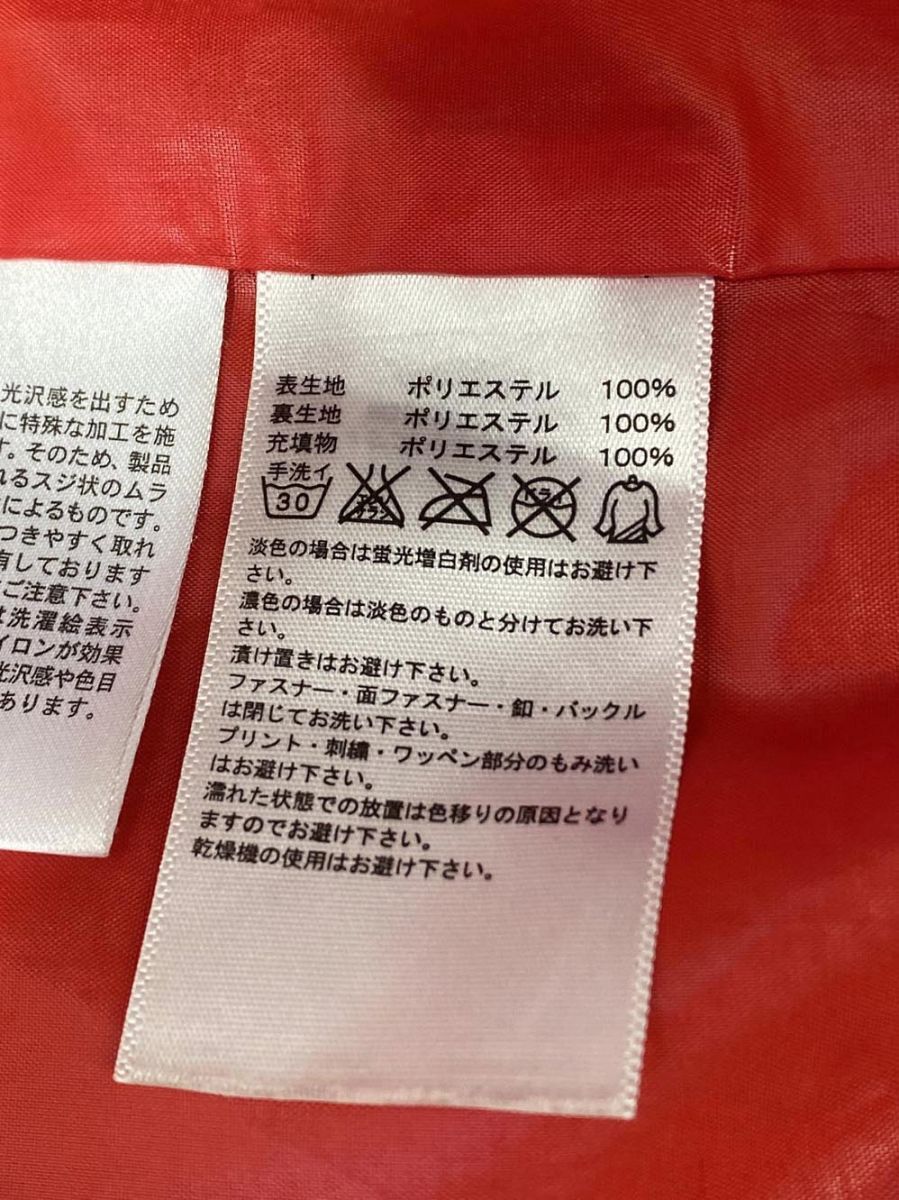 光沢感を出すため
に特殊な加工を施
す。そのため、製品
れるスジ状のムラ
によるものです。
つきやすく取れ
有しております
ご注意下さい。
は洗濯絵表示
イロンが効果
光沢感や色目
あります。
表生地 ポリエステル 100%
裏生地 ポリエステル 100%
充填物 ポリエステル 100%
手洗イ
30 エンソサラシ ドライ
淡色の場合は蛍光増白剤の使用はお避け下
さい。
濃色の場合は淡色のものと分けてお洗い下
さい。
漬け置きはお避け下さい。
ファスナー・面ファスナー・釦・バックル
は閉じてお洗い下さい。
プリント・刺繍・ワッペン部分のもみ洗い
はお避け下さい。
濡れた状態での放置は色移りの原因となり
ますのでお避け下さい。
乾燥機の使用はお避け下さい。